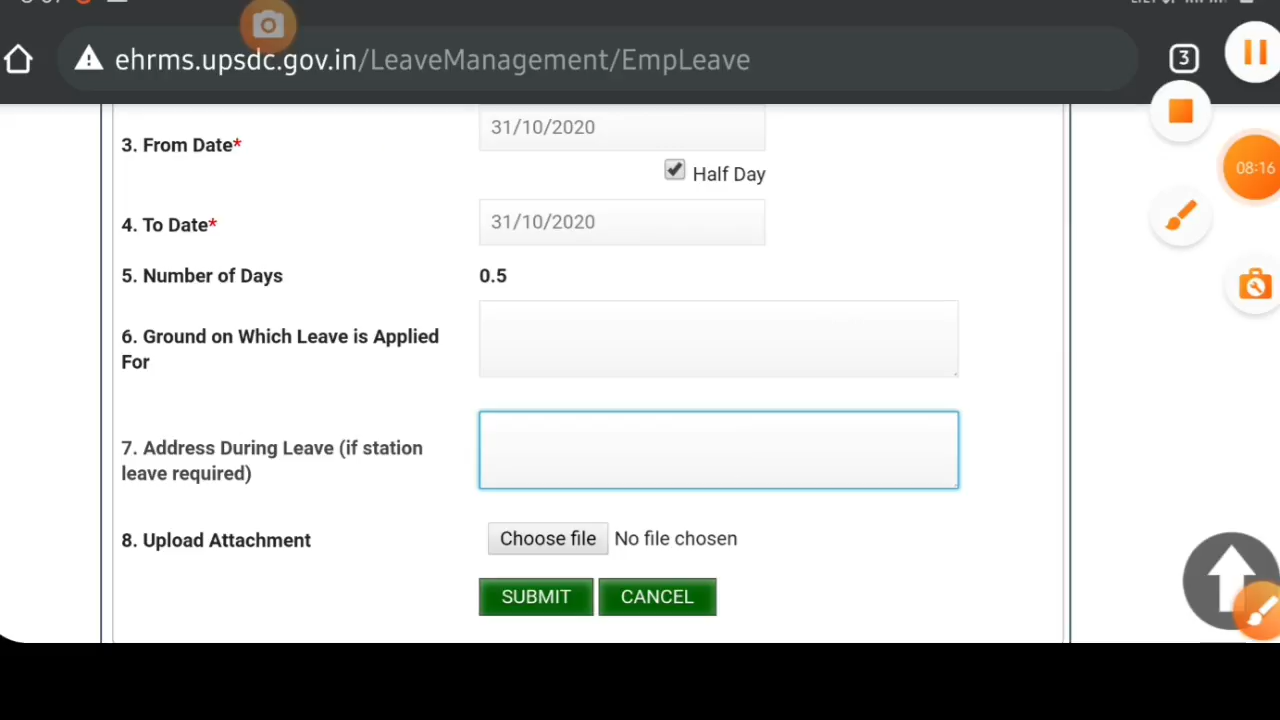 ehrms.upsdc.gov.in/LeaveManagement/EmpLeave
3
31/10/2020
3. From Date*
Half Day
08:16
4. To Date*
31/10/2020
5. Number of Days
0.5
6. Ground on Which Leave is Applied
For
7. Address During Leave (if station
leave required)
8. Upload Attachment
Choose file No file chosen
SUBMIT CANCEL